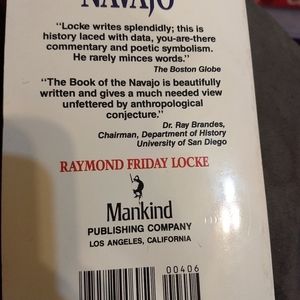 NAVAJO
"Locke writes splendidly; this is
history laced with data, you-are-there
commentary and poetic symbolism.
He rarely minces words."
The Boston Globe
"The Book of the Navajo is beautifully
written and gives a much needed view
unfettered by anthropological
conjecture."
Dr. Ray Brandes,
Chairman, Department of History
University of San Diego
RAYMOND FRIDAY LOCKE
Mankind
PUBLISHING COMPANY
LOS ANGELES, CALIFORNIA
00406